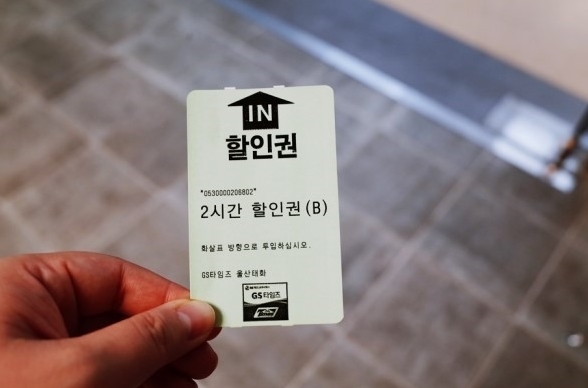 IN
할인권
*0530000206802*
2시간 할인권(B)
화살표 방향으로 투입하십시오.
GS타임즈 울산태화
GS타임즈